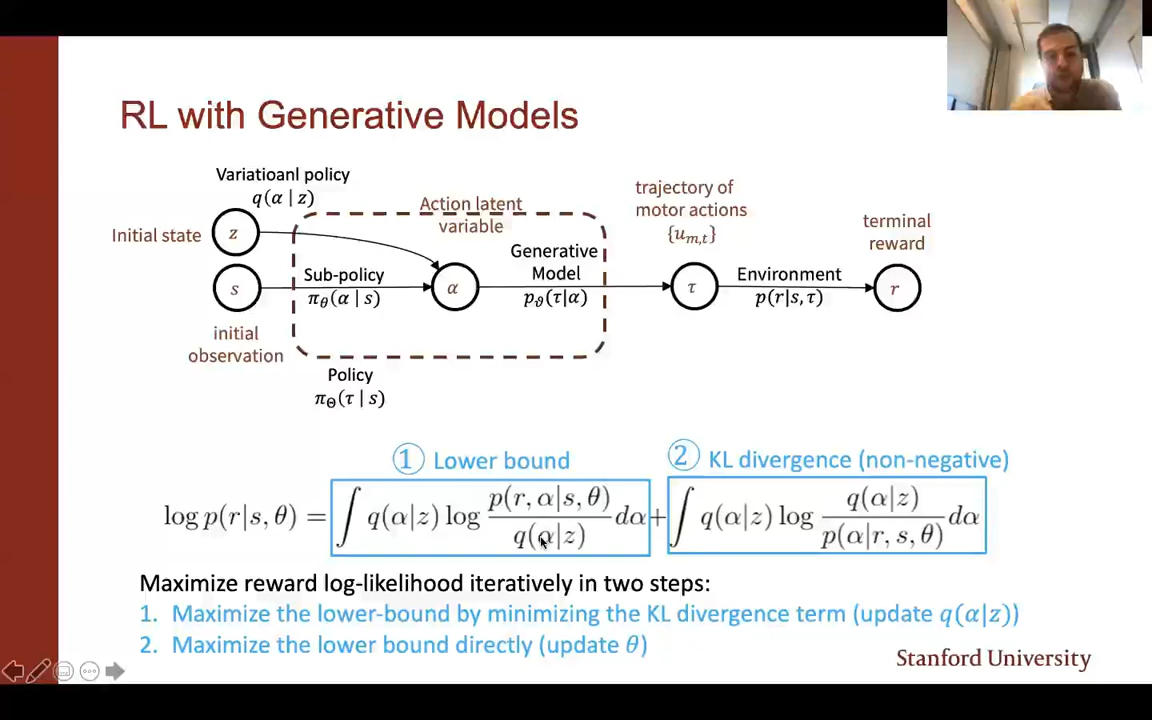 RL with Generative Models
Variatioanl policy
q(α | z)
Initial state
z
Action latent
variable
trajectory of
motor actions
{u_{m,t}}
terminal
reward
Sub-policy
π_θ(α | s)
Generative
Model
p_ϑ(τ|α)
Environment
p(r|s, τ)
s
α
τ
r
initial
observation
Policy
π_Θ(τ | s)
① Lower bound
② KL divergence (non-negative)
log p(r|s, θ) = ∫ q(α|z) log p(r, α|s, θ) / q(α|z) dα + ∫ q(α|z) log q(α|z) / p(α|r, s, θ) dα
Maximize reward log-likelihood iteratively in two steps:
1. Maximize the lower-bound by minimizing the KL divergence term (update q(α|z))
2. Maximize the lower bound directly (update θ)
Stanford University